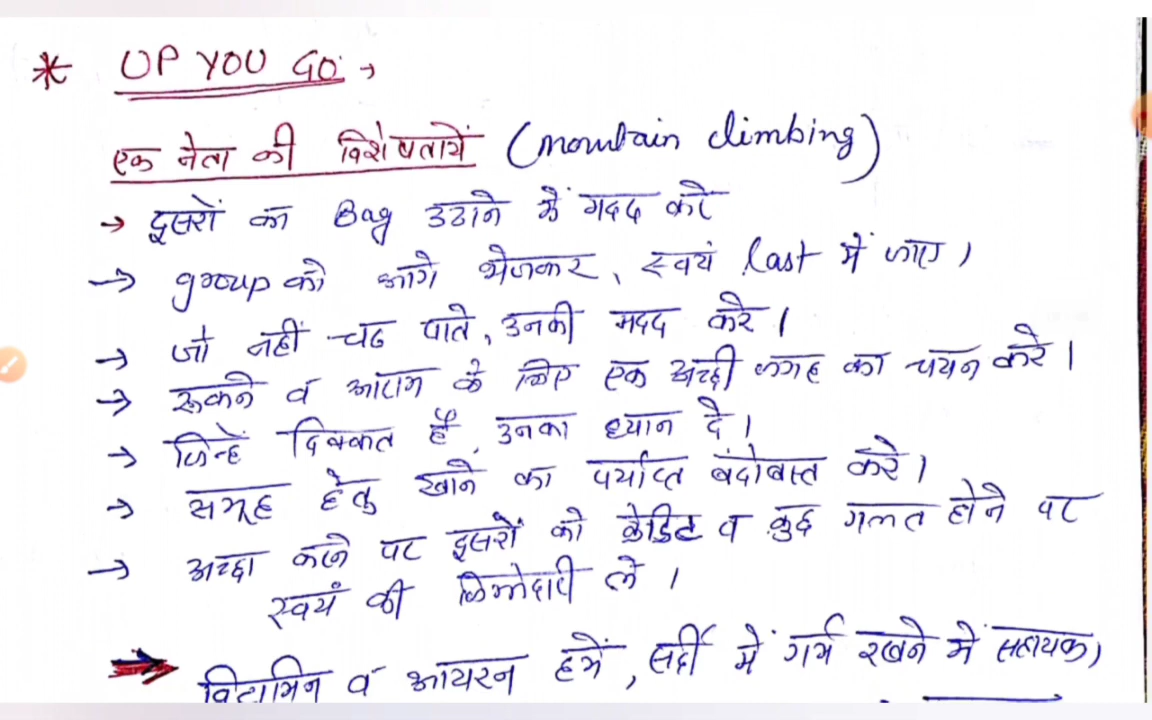 * UP YOU GO →
एक नेता की विशेषतायें (mountain climbing)
→ दूसरों का Bag उठाने में मदद करें
→ group को आगे भेजकर, स्वयं last में जाए।
→ जो नहीं चढ पाते, उनकी मदद करे।
→ रूकने व आराम के लिए एक अच्छी जगह का चयन करे।
→ जिन्हें दिक्कत है, उनका ध्यान दे।
→ समूह हेतु खाने का पर्याप्त बंदोबस्त करे।
→ अच्छा करने पर दूसरों को क्रेडिट व कुछ गलत होने पर
स्वयं की जिम्मेदारी ले।
→ विटामिन व आयरन हमें, सर्दी में गर्म रखने में सहायक,